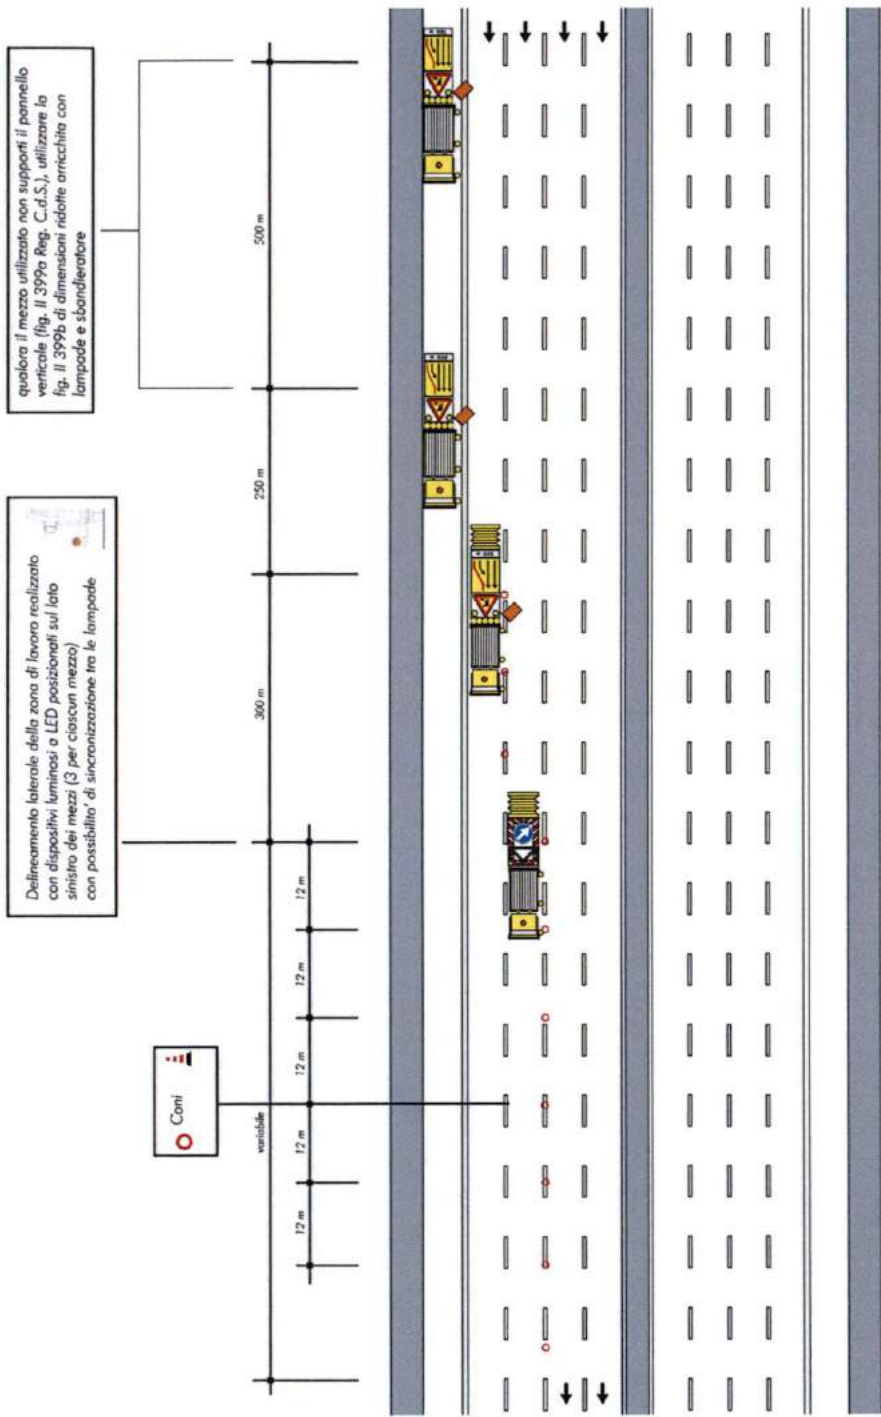 qualora il mezzo utilizzato non supporti il pannello
verticale (fig. II 399a Reg. C.d.S.), utilizzare la
fig. II 399b di dimensioni ridotte arricchita con
lampade e sbandieratore
Delineamento laterale della zona di lavoro realizzato
con dispositivi luminosi a LED posizionati sul lato
sinistro dei mezzi (3 per ciascun mezzo)
con possibilita' di sincronizzazione tra le lampade
Coni
500 m
250 m
300 m
variabile
12 m
12 m
12 m
12 m
12 m